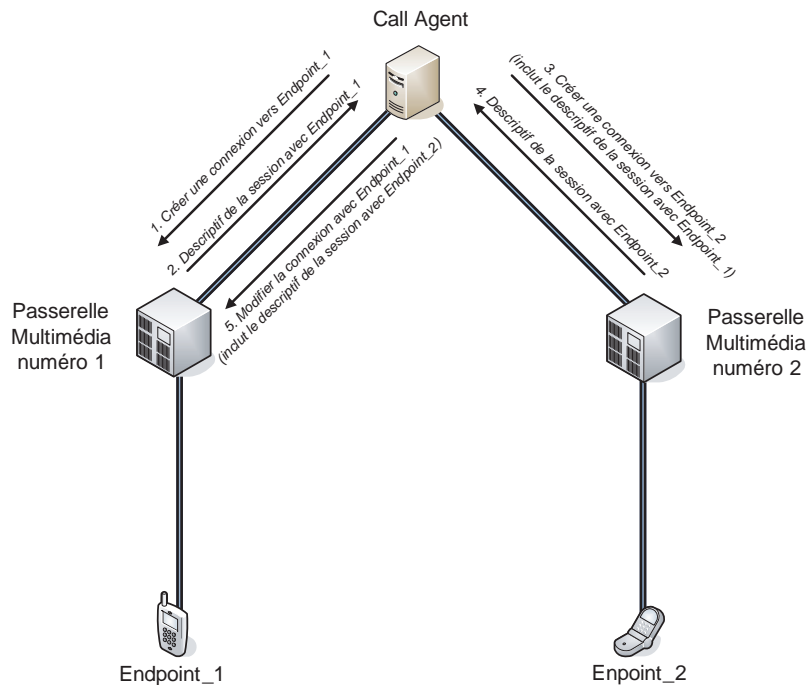 Call Agent
1. Créer une connexion vers Endpoint_1
2. Descriptif de la session avec Endpoint_1
5. Modifier la connexion avec Endpoint_1
(inclut le descriptif de la session avec Endpoint_2)
4. Descriptif de la session avec Endpoint_2
3. Créer une connexion vers Endpoint_2
(inclut le descriptif de la
session avec Endpoint_1)
Passerelle
Multimédia
numéro 1
Passerelle
Multimédia
numéro 2
Endpoint_1
Enpoint_2